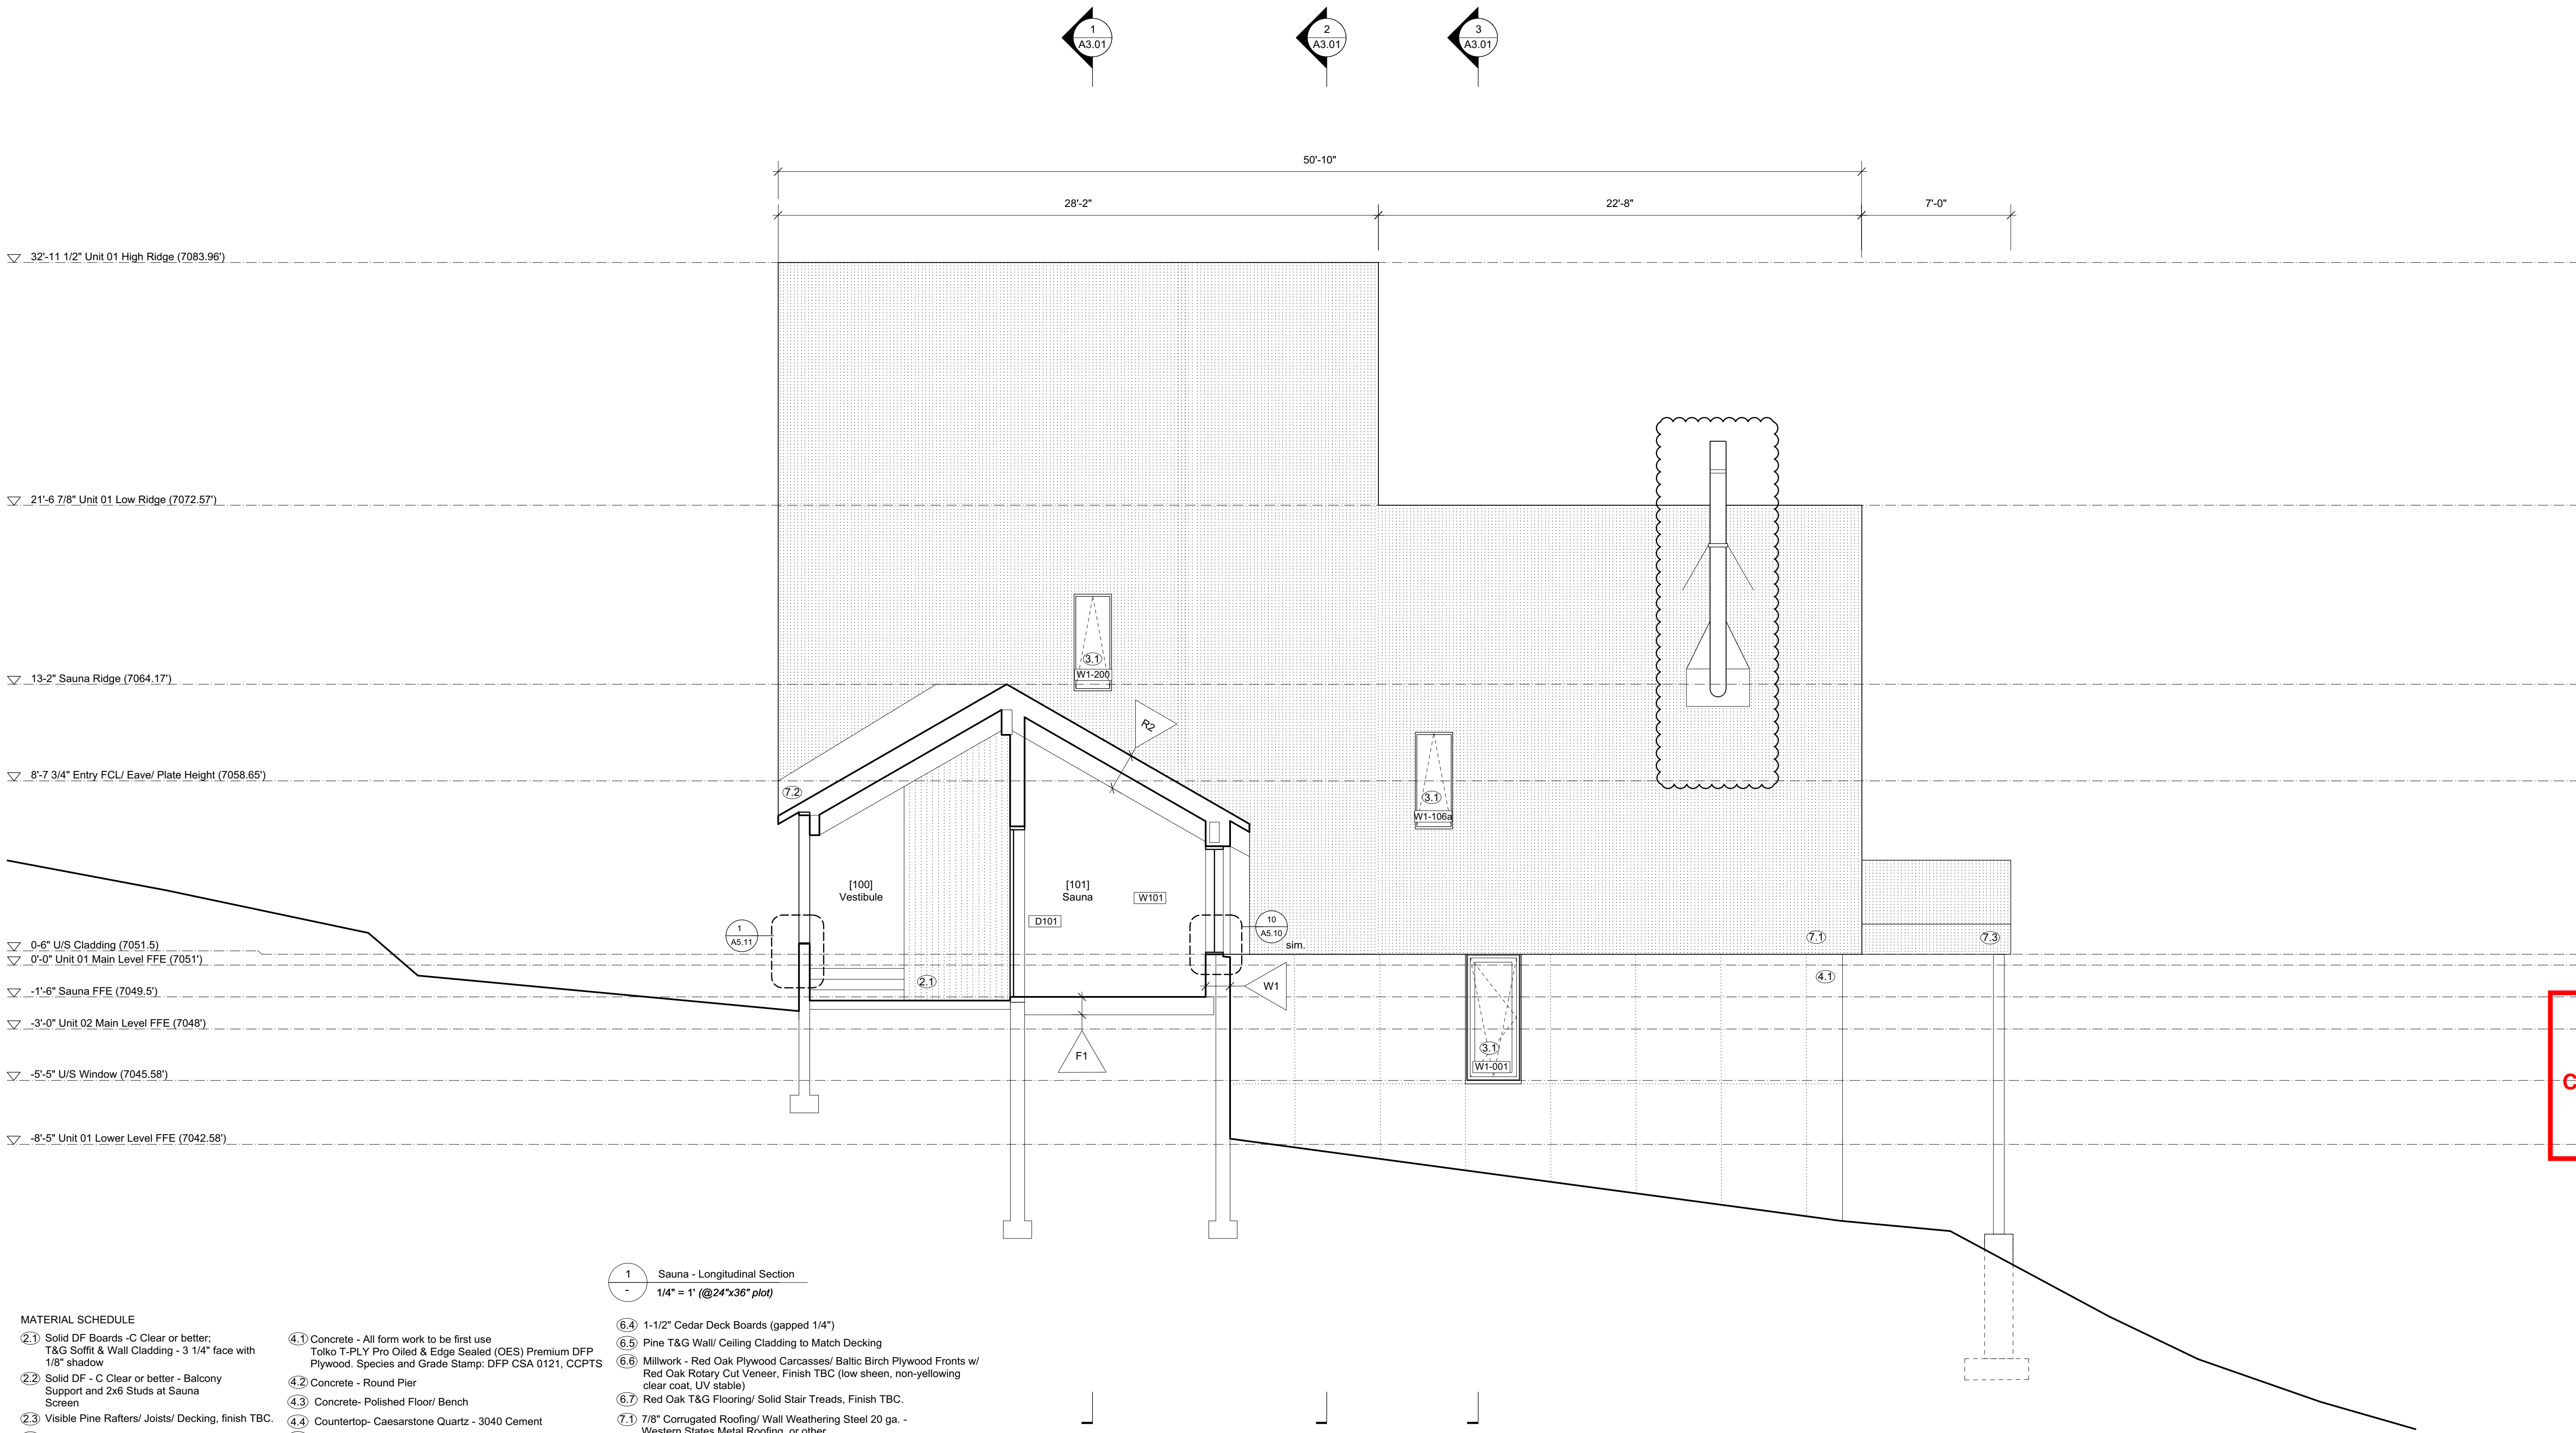 1
A3.01
2
A3.01
3
A3.01
50'-10"
28'-2"
22'-8"
7'-0"
32'-11 1/2" Unit 01 High Ridge (7083.96')
21'-6 7/8" Unit 01 Low Ridge (7072.57')
13-2" Sauna Ridge (7064.17')
8'-7 3/4" Entry FCL/ Eave/ Plate Height (7058.65')
0-6" U/S Cladding (7051.5)
0'-0" Unit 01 Main Level FFE (7051')
-1'-6" Sauna FFE (7049.5')
-3'-0" Unit 02 Main Level FFE (7048')
-5'-5" U/S Window (7045.58')
-8'-5" Unit 01 Lower Level FFE (7042.58')
3.1
W1-200
R2
3.1
W1-106a
7.2
[100]
Vestibule
[101]
Sauna
W101
D101
1
A5.11
10
A5.10
sim.
2.1
7.1
7.3
4.1
W1
F1
3.1
W1-001
C
1
-
Sauna - Longitudinal Section
1/4" = 1' (@24"x36" plot)
MATERIAL SCHEDULE
2.1 Solid DF Boards -C Clear or better;
T&G Soffit & Wall Cladding - 3 1/4" face with
1/8" shadow
2.2 Solid DF - C Clear or better - Balcony
Support and 2x6 Studs at Sauna
Screen
2.3 Visible Pine Rafters/ Joists/ Decking, finish TBC.
4.1 Concrete - All form work to be first use
Tolko T-PLY Pro Oiled & Edge Sealed (OES) Premium DFP
Plywood. Species and Grade Stamp: DFP CSA 0121, CCPTS
4.2 Concrete - Round Pier
4.3 Concrete- Polished Floor/ Bench
4.4 Countertop- Caesarstone Quartz - 3040 Cement
6.4 1-1/2" Cedar Deck Boards (gapped 1/4")
6.5 Pine T&G Wall/ Ceiling Cladding to Match Decking
6.6 Millwork - Red Oak Plywood Carcasses/ Baltic Birch Plywood Fronts w/
Red Oak Rotary Cut Veneer, Finish TBC (low sheen, non-yellowing
clear coat, UV stable)
6.7 Red Oak T&G Flooring/ Solid Stair Treads, Finish TBC.
7.1 7/8" Corrugated Roofing/ Wall Weathering Steel 20 ga. -
Western States Metal Roofing, or other